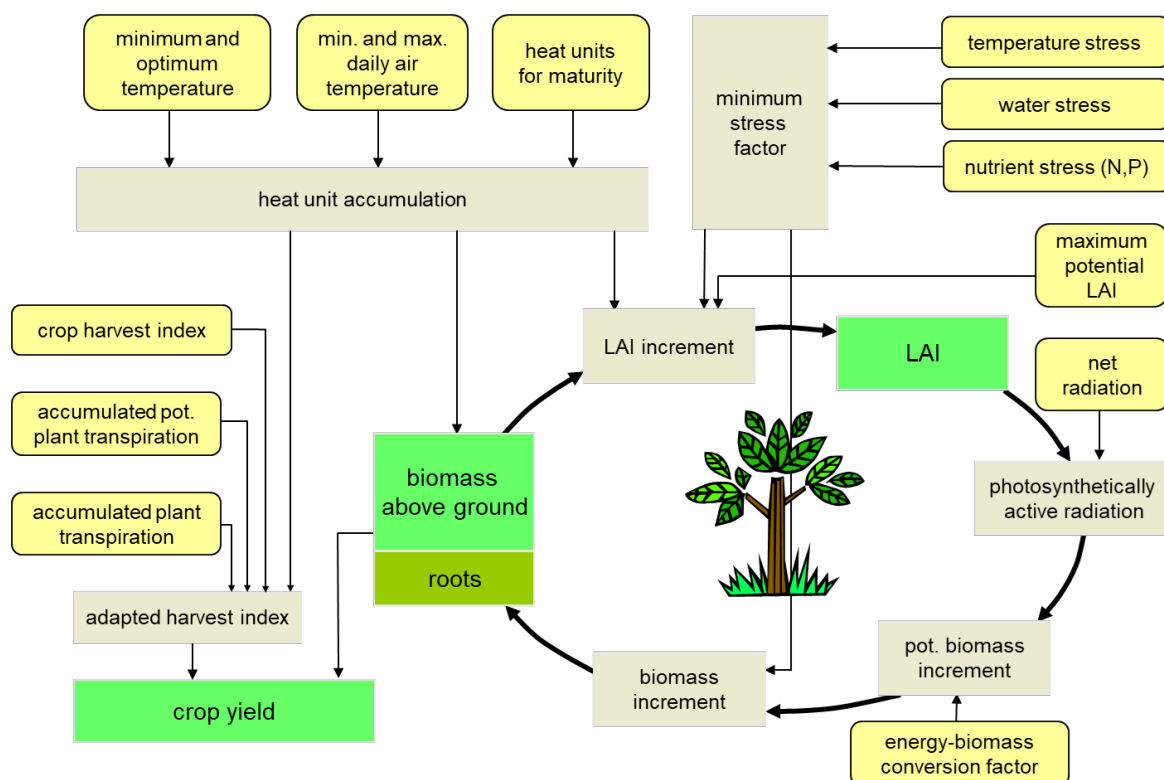 minimum and
optimum
temperature
min. and max.
daily air
temperature
heat units
for maturity
minimum
stress
factor
temperature stress
water stress
nutrient stress (N,P)
heat unit accumulation
maximum
potential
LAI
crop harvest index
LAI increment
LAI
net
radiation
accumulated pot.
plant transpiration
biomass
above ground
photosynthetically
active radiation
accumulated plant
transpiration
roots
adapted harvest index
pot. biomass
increment
biomass
increment
crop yield
energy-biomass
conversion factor